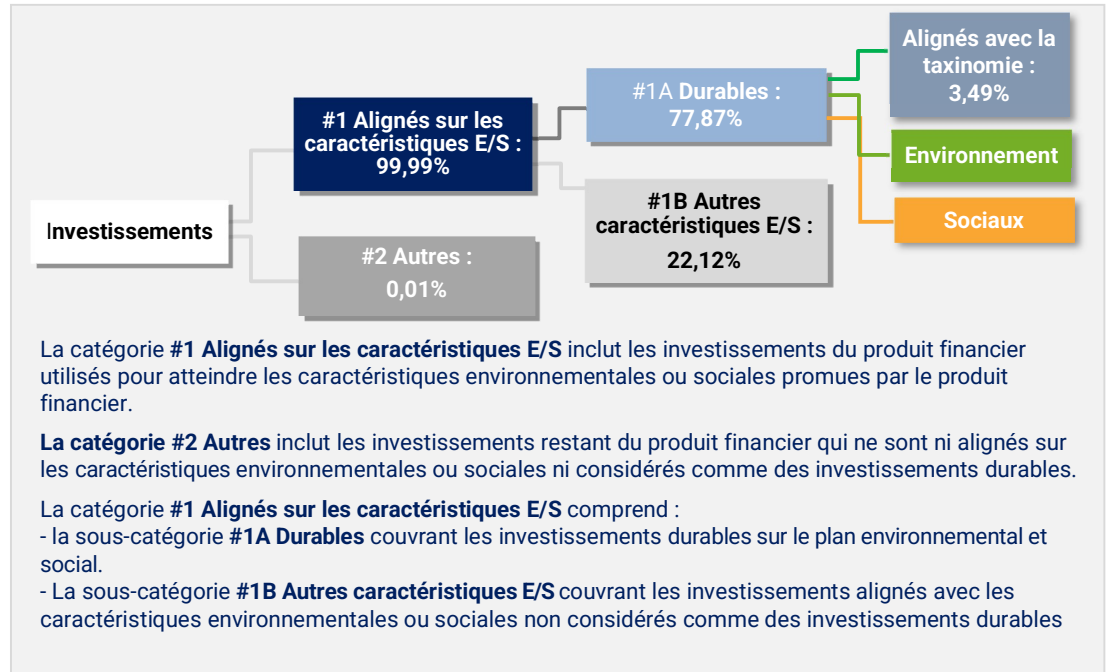 Investissements
#1 Alignés sur les
caractéristiques E/S :
99,99%
#2 Autres :
0,01%
#1A Durables :
77,87%
#1B Autres
caractéristiques E/S :
22,12%
Alignés avec la
taxinomie :
3,49%
Environnement
Sociaux
La catégorie #1 Alignés sur les caractéristiques E/S inclut les investissements du produit financier
utilisés pour atteindre les caractéristiques environnementales ou sociales promues par le produit
financier.
La catégorie #2 Autres inclut les investissements restant du produit financier qui ne sont ni alignés sur
les caractéristiques environnementales ou sociales ni considérés comme des investissements durables.
La catégorie #1 Alignés sur les caractéristiques E/S comprend :
- la sous-catégorie #1A Durables couvrant les investissements durables sur le plan environnemental et
social.
- La sous-catégorie #1B Autres caractéristiques E/S couvrant les investissements alignés avec les
caractéristiques environnementales ou sociales non considérés comme des investissements durables